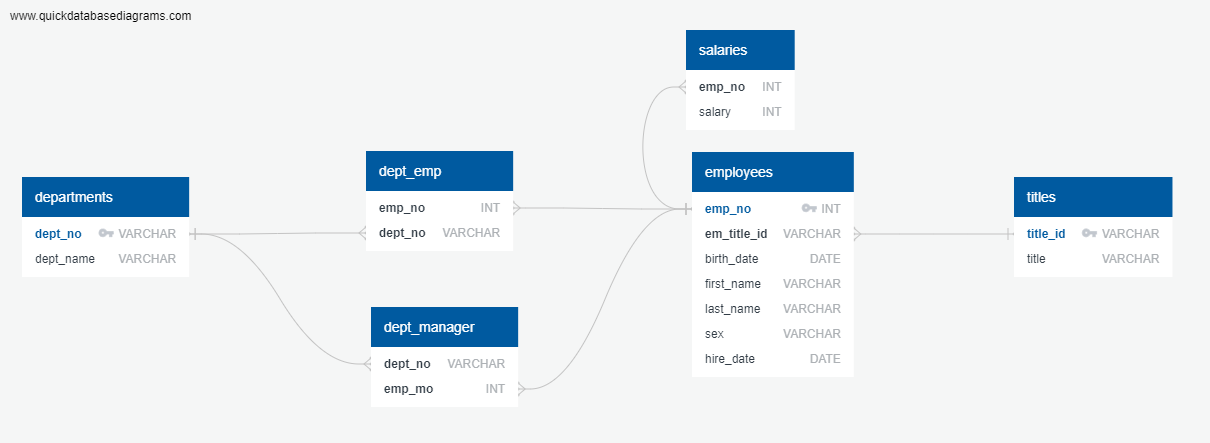 www.quickdatabasediagrams.com
salaries
emp_no INT
salary INT
dept_emp
emp_no INT
dept_no VARCHAR
employees
emp_no INT
em_title_id VARCHAR
birth_date DATE
first_name VARCHAR
last_name VARCHAR
sex VARCHAR
hire_date DATE
departments
dept_no VARCHAR
dept_name VARCHAR
titles
title_id VARCHAR
title VARCHAR
dept_manager
dept_no VARCHAR
emp_mo INT